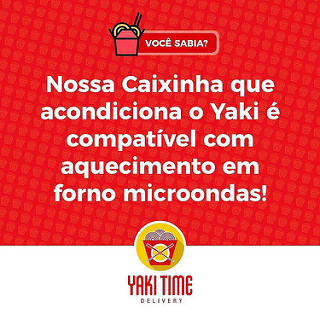 VOCÊ SABIA?
Nossa Caixinha que
acondiciona o Yaki é
compatível com
aquecimento em
forno microondas!
YAKI TIME
DELIVERY